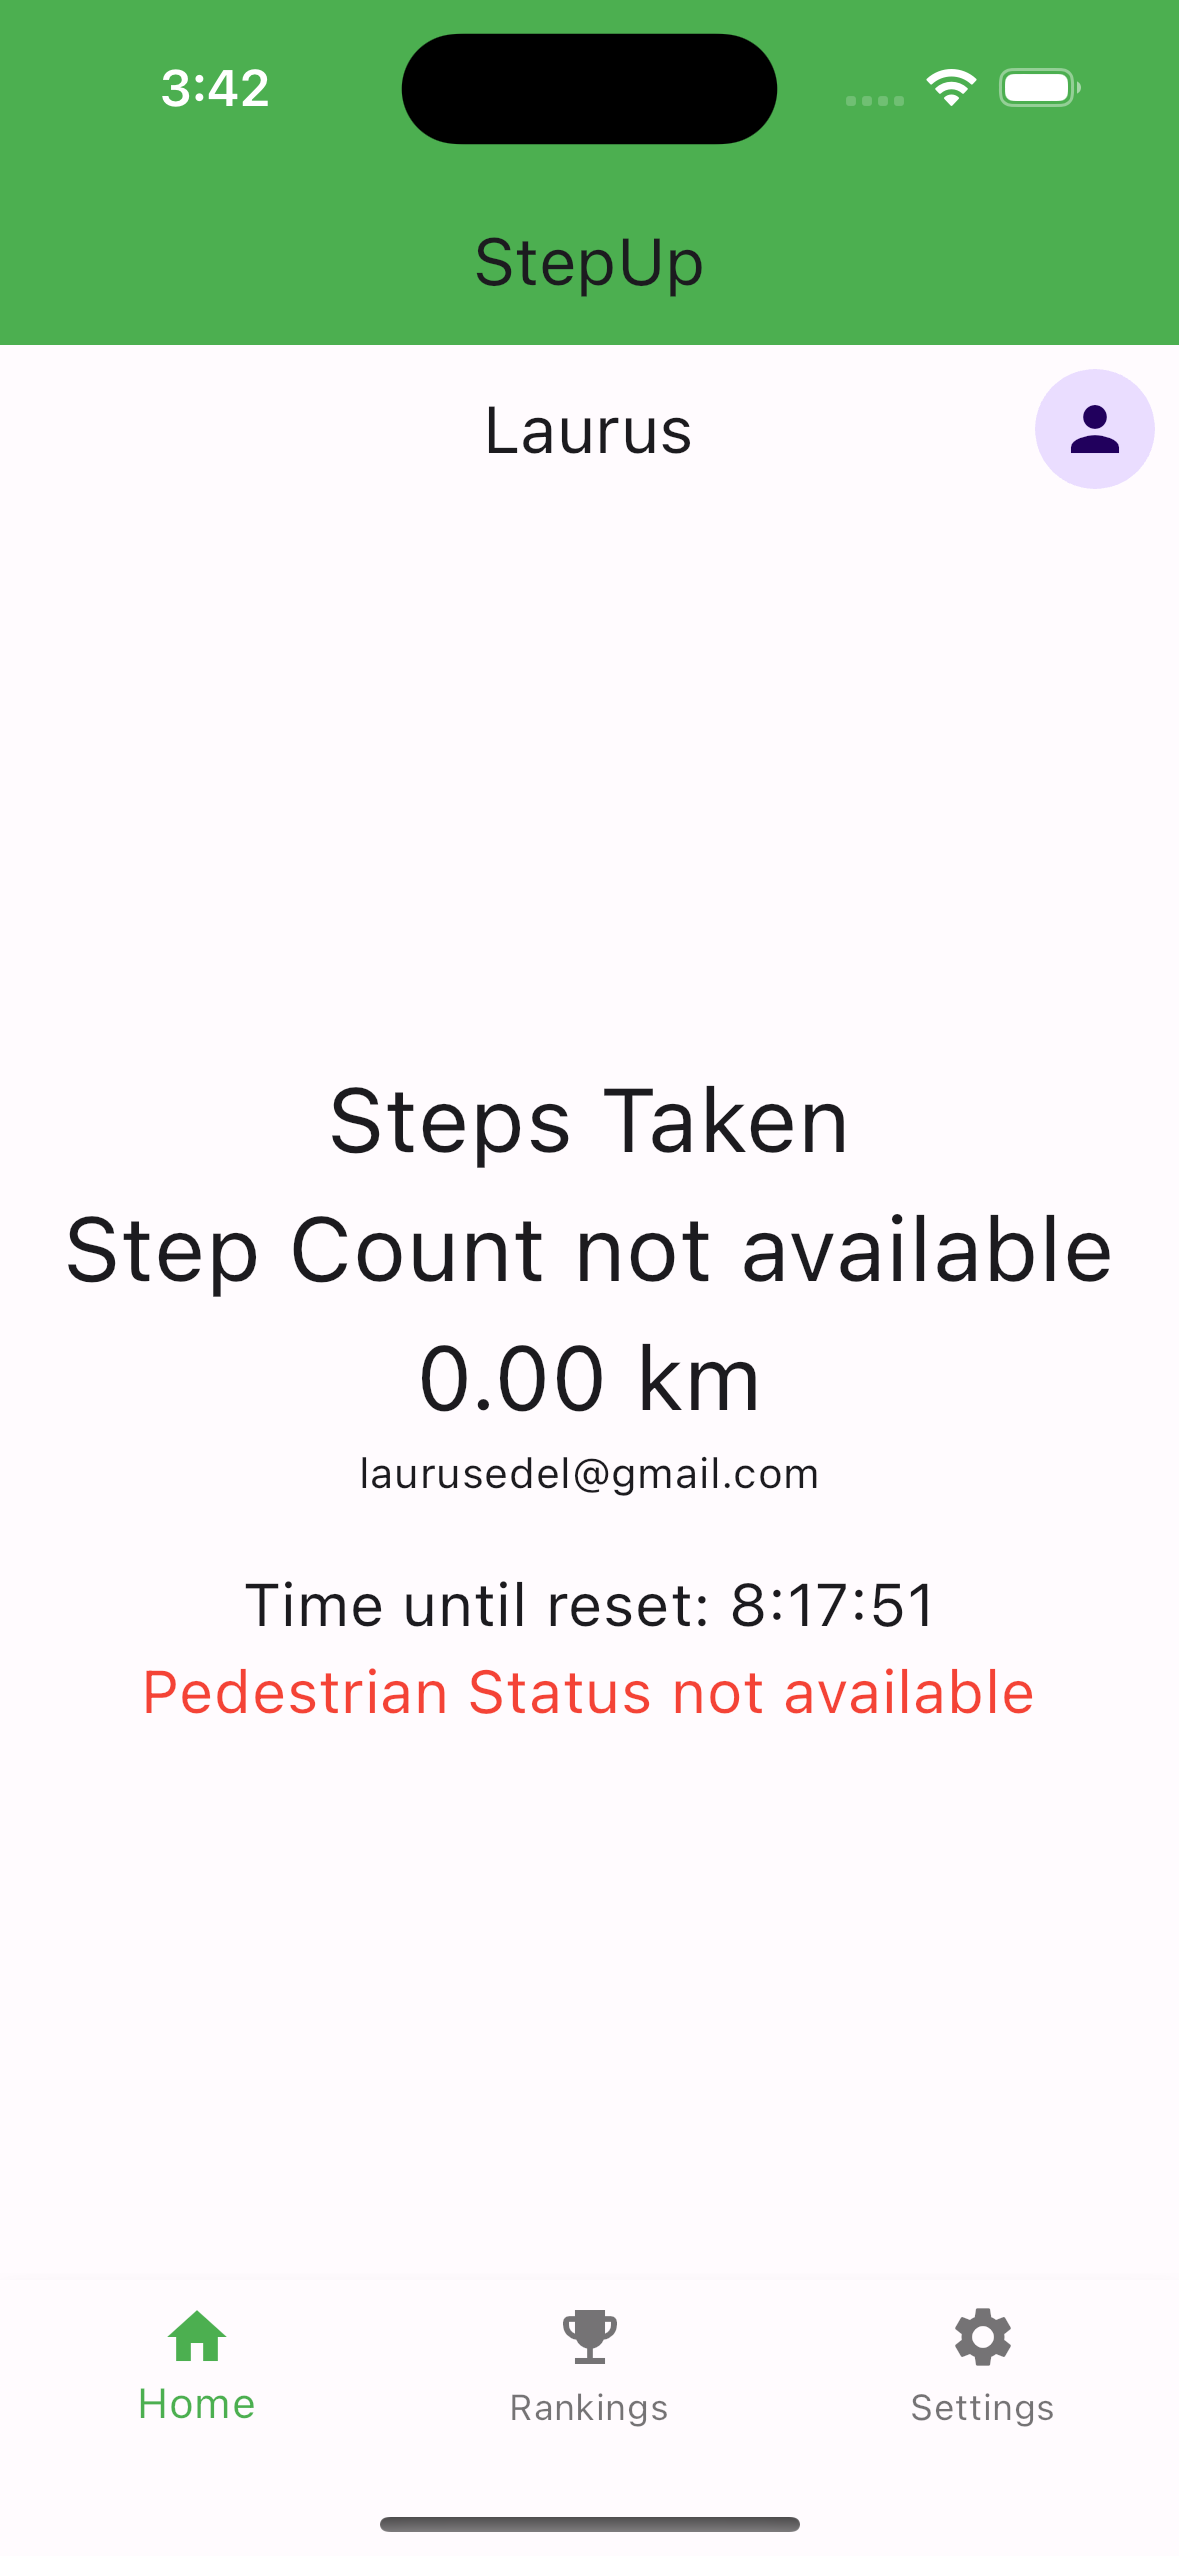 3:42
StepUp
Laurus
Steps Taken
Step Count not available
0.00 km
laurusedel@gmail.com
Time until reset: 8:17:51
Pedestrian Status not available
Home
Rankings
Settings